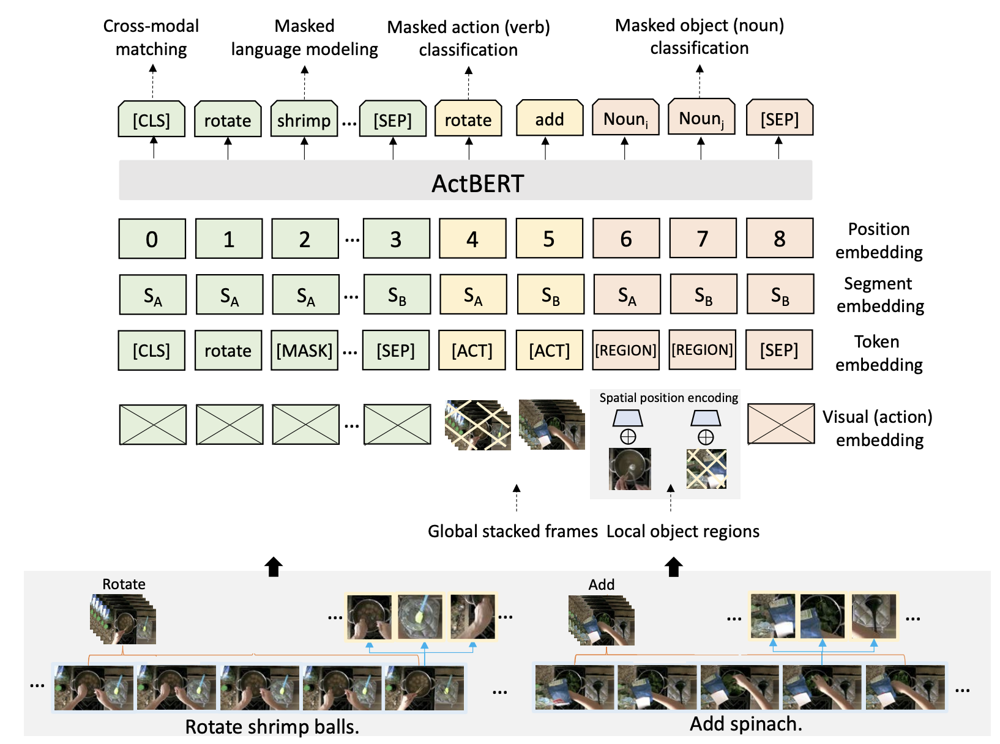 Cross-modal
matching
Masked
language modeling
Masked action (verb)
classification
Masked object (noun)
classification
[CLS] rotate shrimp ... [SEP] rotate add Nounᵢ Nounⱼ [SEP]
ActBERT
0 1 2 ... 3 4 5 6 7 8
Position
embedding
S_A S_A S_A ... S_B S_A S_B S_A S_B S_B
Segment
embedding
[CLS] rotate [MASK] ... [SEP] [ACT] [ACT] [REGION] [REGION] [SEP]
Token
embedding
Spatial position encoding
...
Visual (action)
embedding
Global stacked frames Local object regions
Rotate
Add
... ... ... ...
... ... ...
Rotate shrimp balls.
Add spinach.